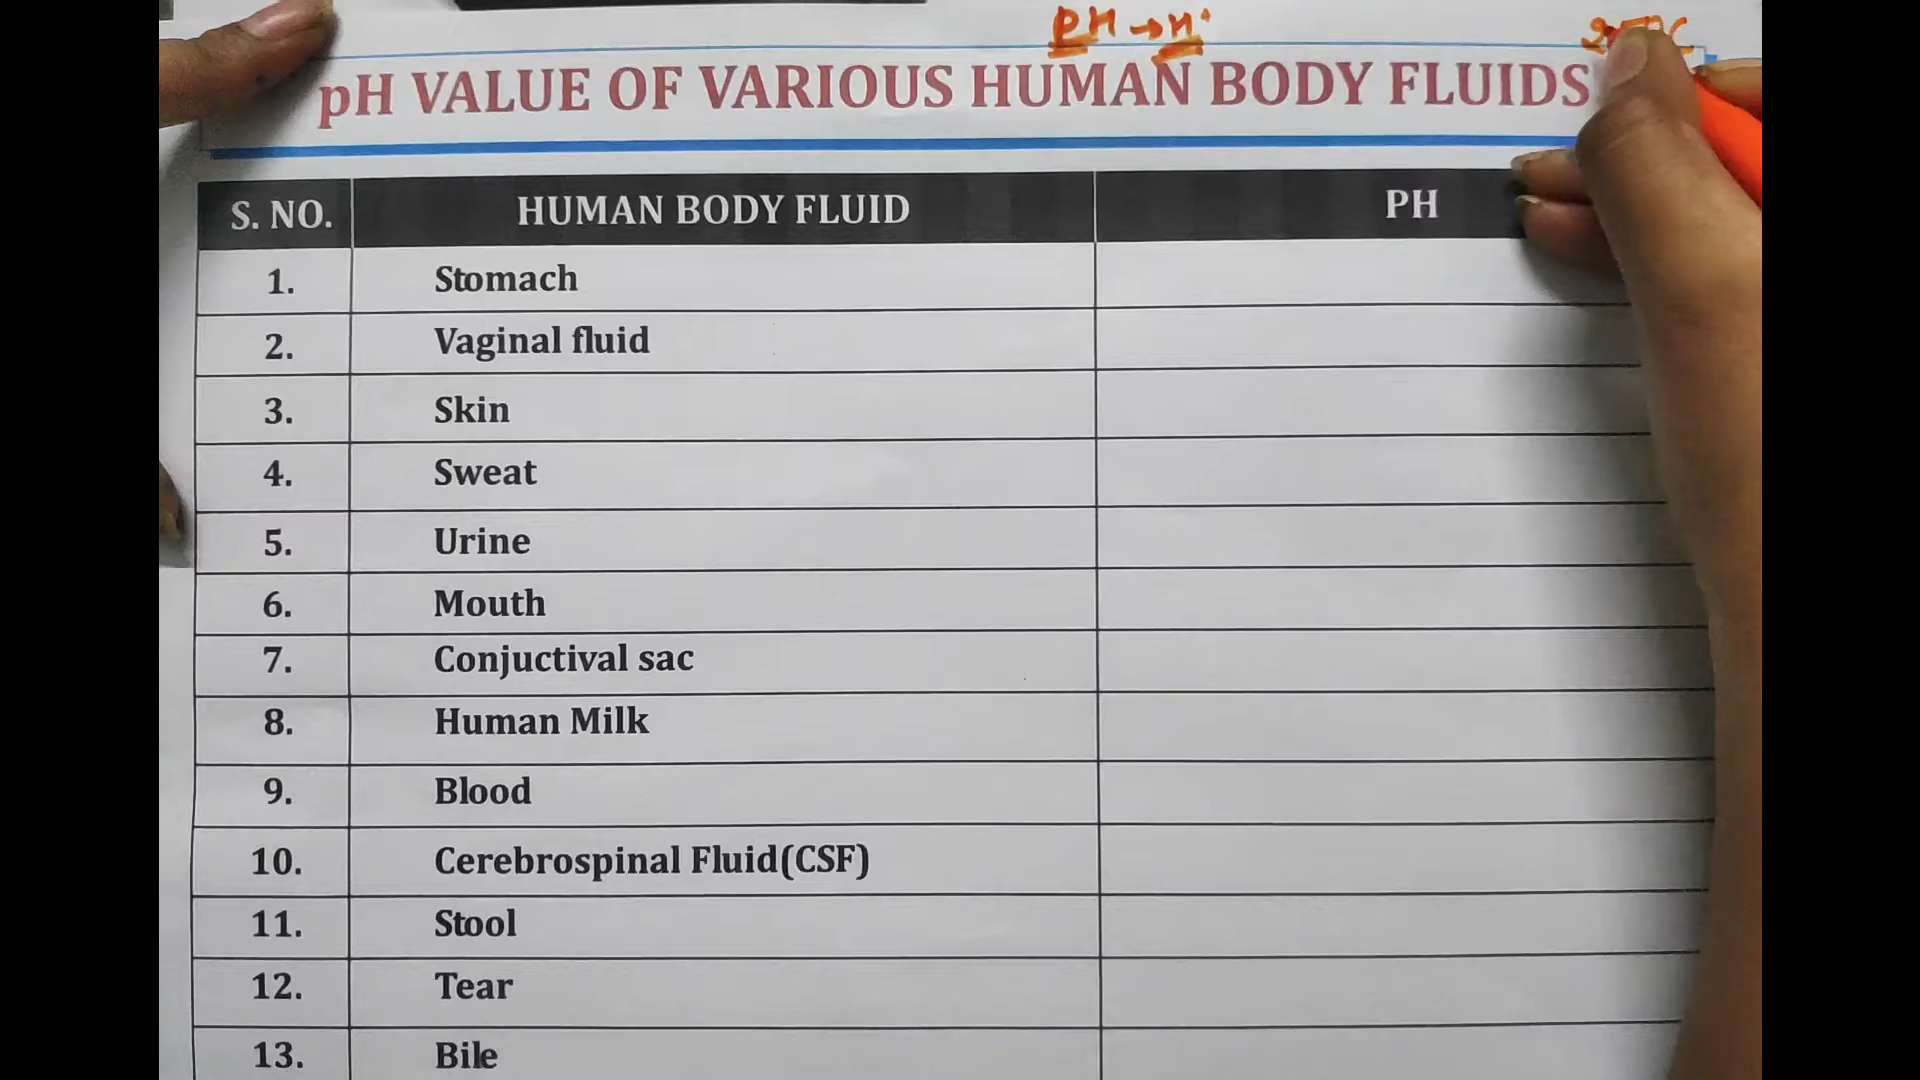 pH → H⁺
pH VALUE OF VARIOUS HUMAN BODY FLUIDS
S. NO. HUMAN BODY FLUID PH
1. Stomach
2. Vaginal fluid
3. Skin
4. Sweat
5. Urine
6. Mouth
7. Conjuctival sac
8. Human Milk
9. Blood
10. Cerebrospinal Fluid(CSF)
11. Stool
12. Tear
13. Bile